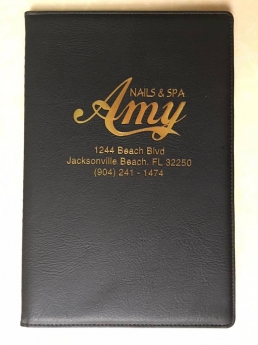 NAILS & SPA
Amy
1244 Beach Blvd
Jacksonville Beach, FL 32250
(904) 241 - 1474